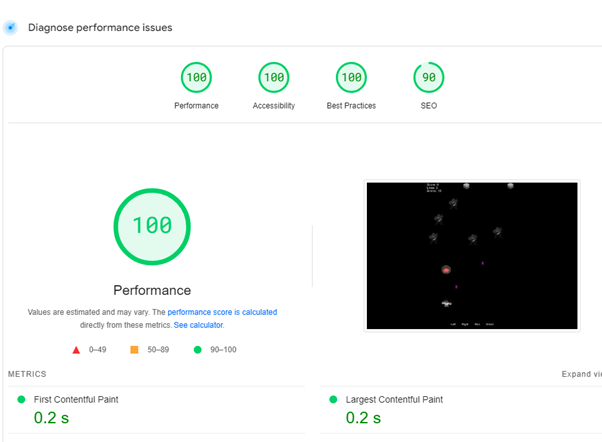 Diagnose performance issues
100 100 100 90
Performance Accessibility Best Practices SEO
100
Performance
Values are estimated and may vary. The performance score is calculated
directly from these metrics. See calculator.
0–49 50–89 90–100
METRICS
Expand vie
First Contentful Paint
0.2 s
Largest Contentful Paint
0.2 s